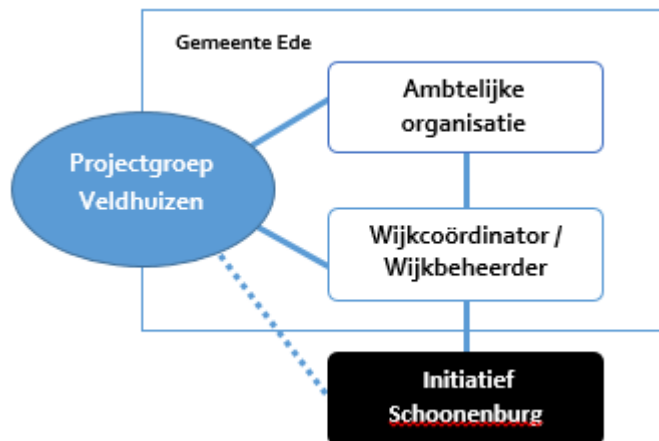 Gemeente Ede
Ambtelijke
organisatie
Projectgroep
Veldhuizen
Wijkcoördinator /
Wijkbeheerder
Initiatief
Schoonenburg